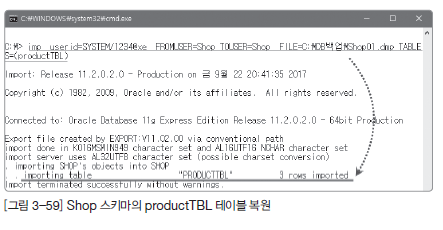 C:₩WINDOWS₩system32₩cmd.exe
C:₩> imp userid=SYSTEM/1234@xe FROMUSER=Shop TOUSER=Shop FILE=C:₩DB백업₩Shop01.dmp TABLE
S=(productTBL)
Import: Release 11.2.0.2.0 - Production on 금 9월 22 20:41:35 2017
Copyright (c) 1982, 2009, Oracle and/or its affiliates.  All rights reserved.
Connected to: Oracle Database 11g Express Edition Release 11.2.0.2.0 - 64bit Production
Export file created by EXPORT:V11.02.00 via conventional path
import done in KO16MSWIN949 character set and AL16UTF16 NCHAR character set
import server uses AL32UTF8 character set (possible charset conversion)
. importing SHOP's objects into SHOP
. . importing table "PRODUCTTBL" 3 rows imported
Import terminated successfully without warnings.
[그림 3-59] Shop 스키마의 productTBL 테이블 복원